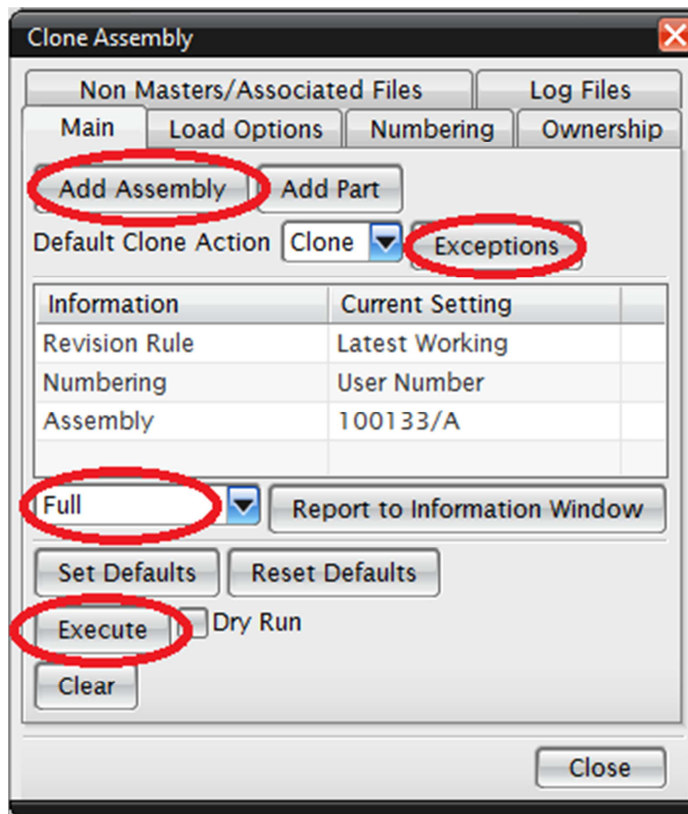 Clone Assembly
Non Masters/Associated Files Log Files
Main Load Options Numbering Ownership
Add Assembly Add Part
Default Clone Action Clone Exceptions
Information Current Setting
Revision Rule Latest Working
Numbering User Number
Assembly 100133/A
Full Report to Information Window
Set Defaults Reset Defaults
Execute Dry Run
Clear
Close